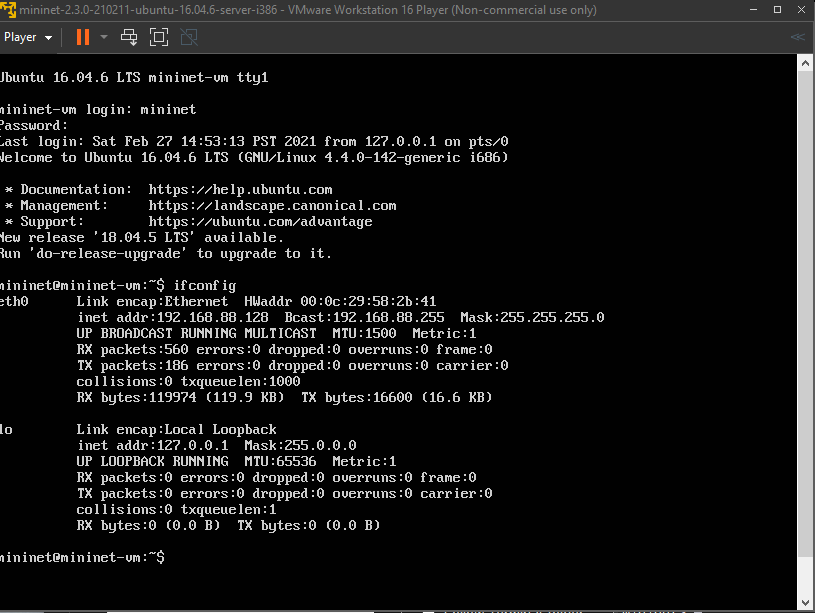 mininet-2.3.0-210211-ubuntu-16.04.6-server-i386 - VMware Workstation 16 Player (Non-commercial use only)
Player
Ubuntu 16.04.6 LTS mininet-vm tty1
mininet-vm login: mininet
Password:
Last login: Sat Feb 27 14:53:13 PST 2021 from 127.0.0.1 on pts/0
Welcome to Ubuntu 16.04.6 LTS (GNU/Linux 4.4.0-142-generic i686)
* Documentation:  https://help.ubuntu.com
* Management:     https://landscape.canonical.com
* Support:        https://ubuntu.com/advantage
New release '18.04.5 LTS' available.
Run 'do-release-upgrade' to upgrade to it.
mininet@mininet-vm:~$ ifconfig
eth0      Link encap:Ethernet  HWaddr 00:0c:29:58:2b:41
inet addr:192.168.88.128  Bcast:192.168.88.255  Mask:255.255.255.0
UP BROADCAST RUNNING MULTICAST  MTU:1500  Metric:1
RX packets:560 errors:0 dropped:0 overruns:0 frame:0
TX packets:186 errors:0 dropped:0 overruns:0 carrier:0
collisions:0 txqueuelen:1000
RX bytes:119974 (119.9 KB)  TX bytes:16600 (16.6 KB)
lo        Link encap:Local Loopback
inet addr:127.0.0.1  Mask:255.0.0.0
UP LOOPBACK RUNNING  MTU:65536  Metric:1
RX packets:0 errors:0 dropped:0 overruns:0 frame:0
TX packets:0 errors:0 dropped:0 overruns:0 carrier:0
collisions:0 txqueuelen:1
RX bytes:0 (0.0 B)  TX bytes:0 (0.0 B)
mininet@mininet-vm:~$